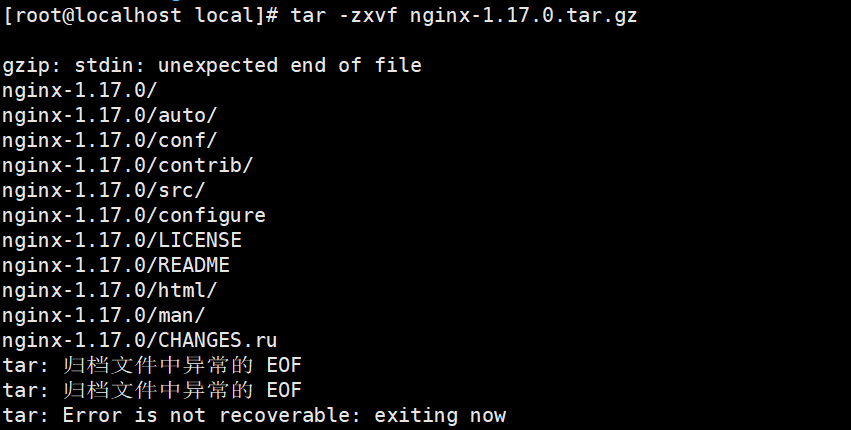 [root@localhost local]# tar -zxvf nginx-1.17.0.tar.gz
gzip: stdin: unexpected end of file
nginx-1.17.0/
nginx-1.17.0/auto/
nginx-1.17.0/conf/
nginx-1.17.0/contrib/
nginx-1.17.0/src/
nginx-1.17.0/configure
nginx-1.17.0/LICENSE
nginx-1.17.0/README
nginx-1.17.0/html/
nginx-1.17.0/man/
nginx-1.17.0/CHANGES.ru
tar: 归档文件中异常的 EOF
tar: 归档文件中异常的 EOF
tar: Error is not recoverable: exiting now